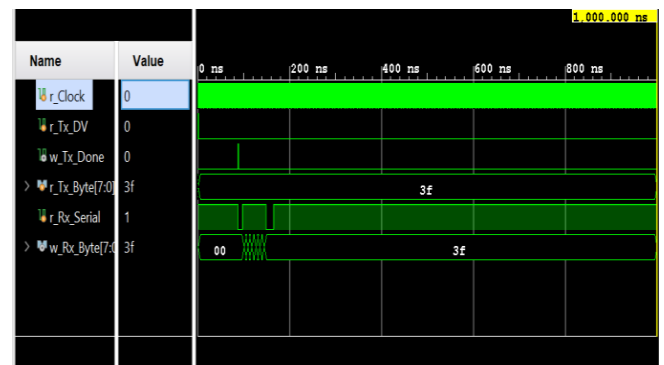 1,000.000 ns
Name Value 0 ns 200 ns 400 ns 600 ns 800 ns
r_Clock 0
r_Tx_DV 0
w_Tx_Done 0
r_Tx_Byte[7:0] 3f 3f
r_Rx_Serial 1
w_Rx_Byte[7:0 3f 00 3f